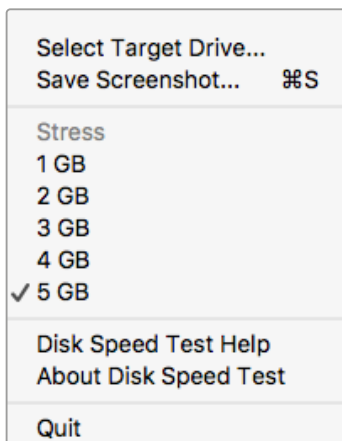 Select Target Drive...
Save Screenshot... ⌘S
Stress
1 GB
2 GB
3 GB
4 GB
✓ 5 GB
Disk Speed Test Help
About Disk Speed Test
Quit